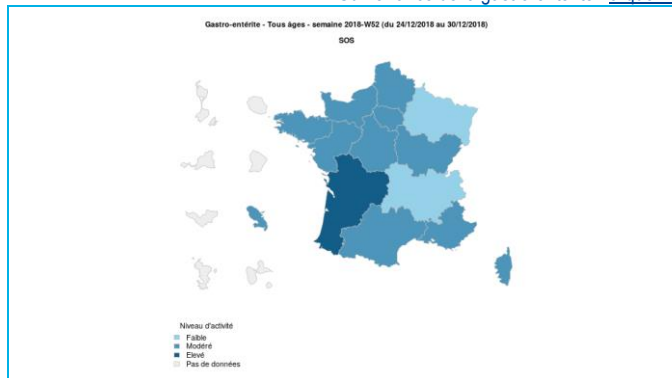 Gastro-entérite - Tous âges - semaine 2018-W52 (du 24/12/2018 au 30/12/2018)
SOS
Niveau d'activité
Faible
Modéré
Elevé
Pas de données